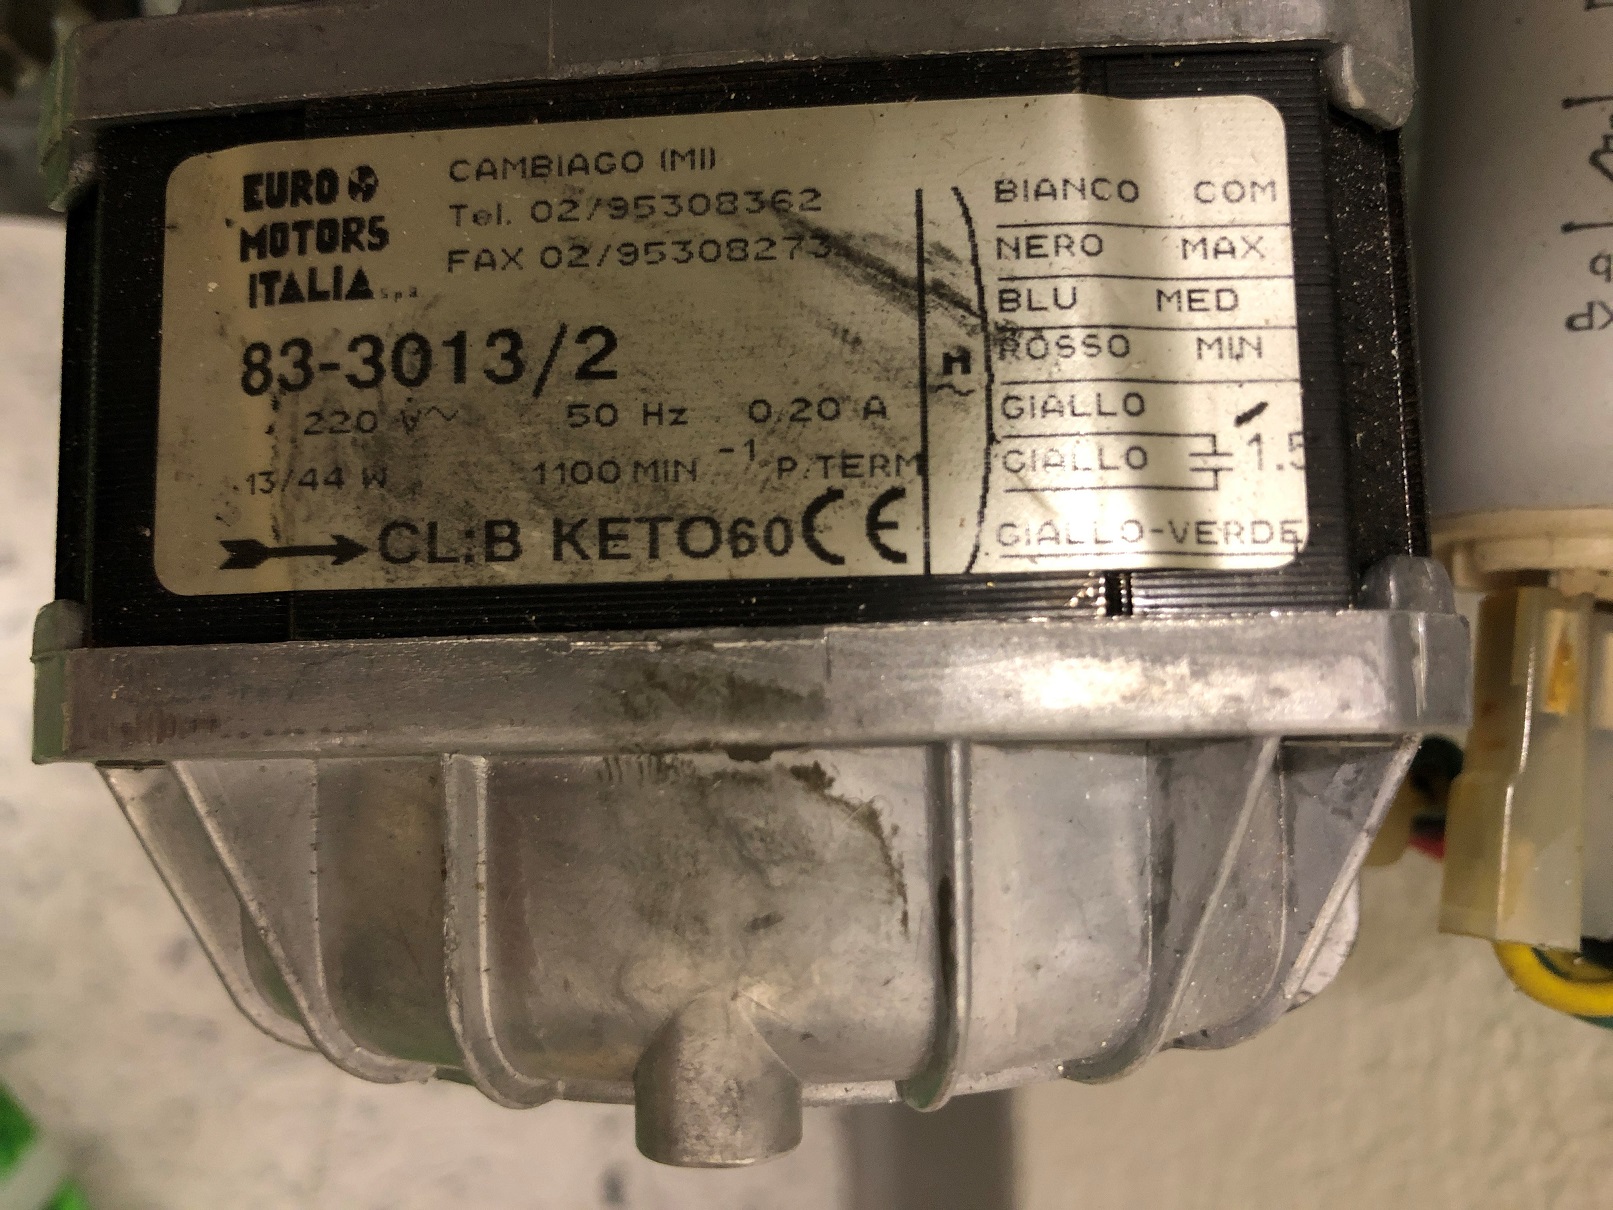 EURO
MOTORS
ITALIA S.p.a.
CAMBIAGO (MI)
Tel. 02/95308362
FAX 02/95308273
83-3013/2
220 V~ 50 Hz 0,20 A
13/44 W 1100 MIN -1 P.TERM
CL:B KETO60 CE
M
~
BIANCO COM
NERO MAX
BLU MED
ROSSO MIN
GIALLO
GIALLO 1.5
GIALLO-VERDE